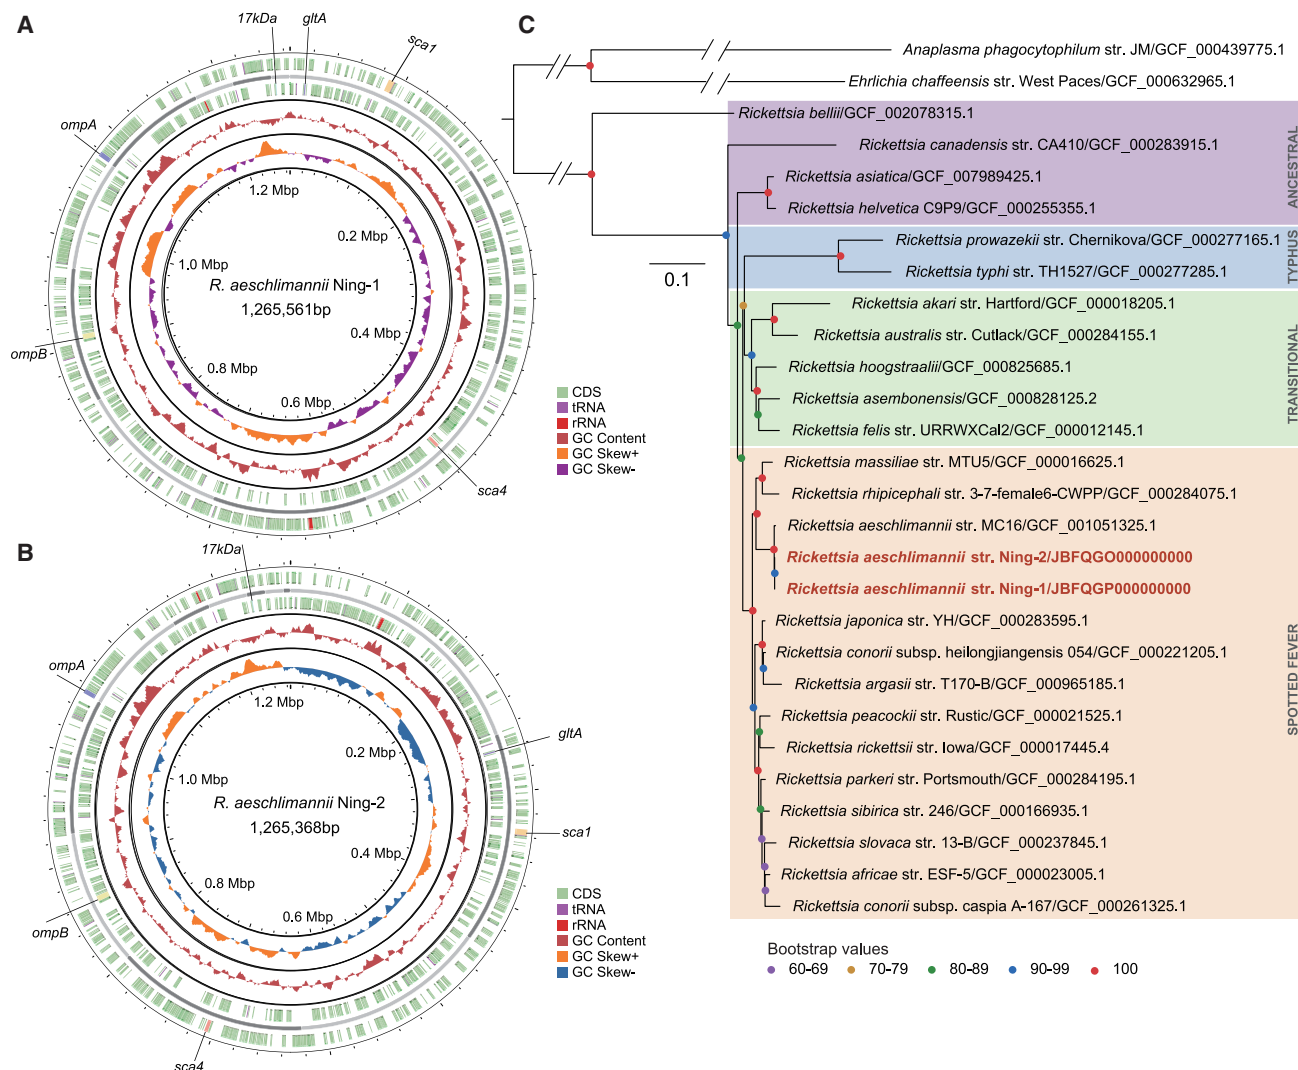 A
17kDa
gltA
sca1
ompA
ompB
sca4
1.2 Mbp
0.2 Mbp
1.0 Mbp
R. aeschlimannii Ning-1
1,265,561bp
0.4 Mbp
0.8 Mbp
0.6 Mbp
CDS
tRNA
rRNA
GC Content
GC Skew+
GC Skew-
B
17kDa
ompA
gltA
sca1
ompB
sca4
1.2 Mbp
0.2 Mbp
1.0 Mbp
R. aeschlimannii Ning-2
1,265,368bp
0.4 Mbp
0.8 Mbp
0.6 Mbp
CDS
tRNA
rRNA
GC Content
GC Skew+
GC Skew-
C
Anaplasma phagocytophilum str. JM/GCF_000439775.1
Ehrlichia chaffeensis str. West Paces/GCF_000632965.1
Rickettsia bellii/GCF_002078315.1
Rickettsia canadensis str. CA410/GCF_000283915.1
Rickettsia asiatica/GCF_007989425.1
Rickettsia helvetica C9P9/GCF_000255355.1
ANCESTRAL
Rickettsia prowazekii str. Chernikova/GCF_000277165.1
Rickettsia typhi str. TH1527/GCF_000277285.1
TYPHUS
0.1
Rickettsia akari str. Hartford/GCF_000018205.1
Rickettsia australis str. Cutlack/GCF_000284155.1
Rickettsia hoogstraalii/GCF_000825685.1
Rickettsia asembonensis/GCF_000828125.2
Rickettsia felis str. URRWXCal2/GCF_000012145.1
TRANSITIONAL
Rickettsia massiliae str. MTU5/GCF_000016625.1
Rickettsia rhipicephali str. 3-7-female6-CWPP/GCF_000284075.1
Rickettsia aeschlimannii str. MC16/GCF_001051325.1
Rickettsia aeschlimannii str. Ning-2/JBFQGO000000000
Rickettsia aeschlimannii str. Ning-1/JBFQGP000000000
Rickettsia japonica str. YH/GCF_000283595.1
Rickettsia conorii subsp. heilongjiangensis 054/GCF_000221205.1
Rickettsia argasii str. T170-B/GCF_000965185.1
Rickettsia peacockii str. Rustic/GCF_000021525.1
Rickettsia rickettsii str. Iowa/GCF_000017445.4
Rickettsia parkeri str. Portsmouth/GCF_000284195.1
Rickettsia sibirica str. 246/GCF_000166935.1
Rickettsia slovaca str. 13-B/GCF_000237845.1
Rickettsia africae str. ESF-5/GCF_000023005.1
Rickettsia conorii subsp. caspia A-167/GCF_000261325.1
SPOTTED FEVER
Bootstrap values
60-69
70-79
80-89
90-99
100